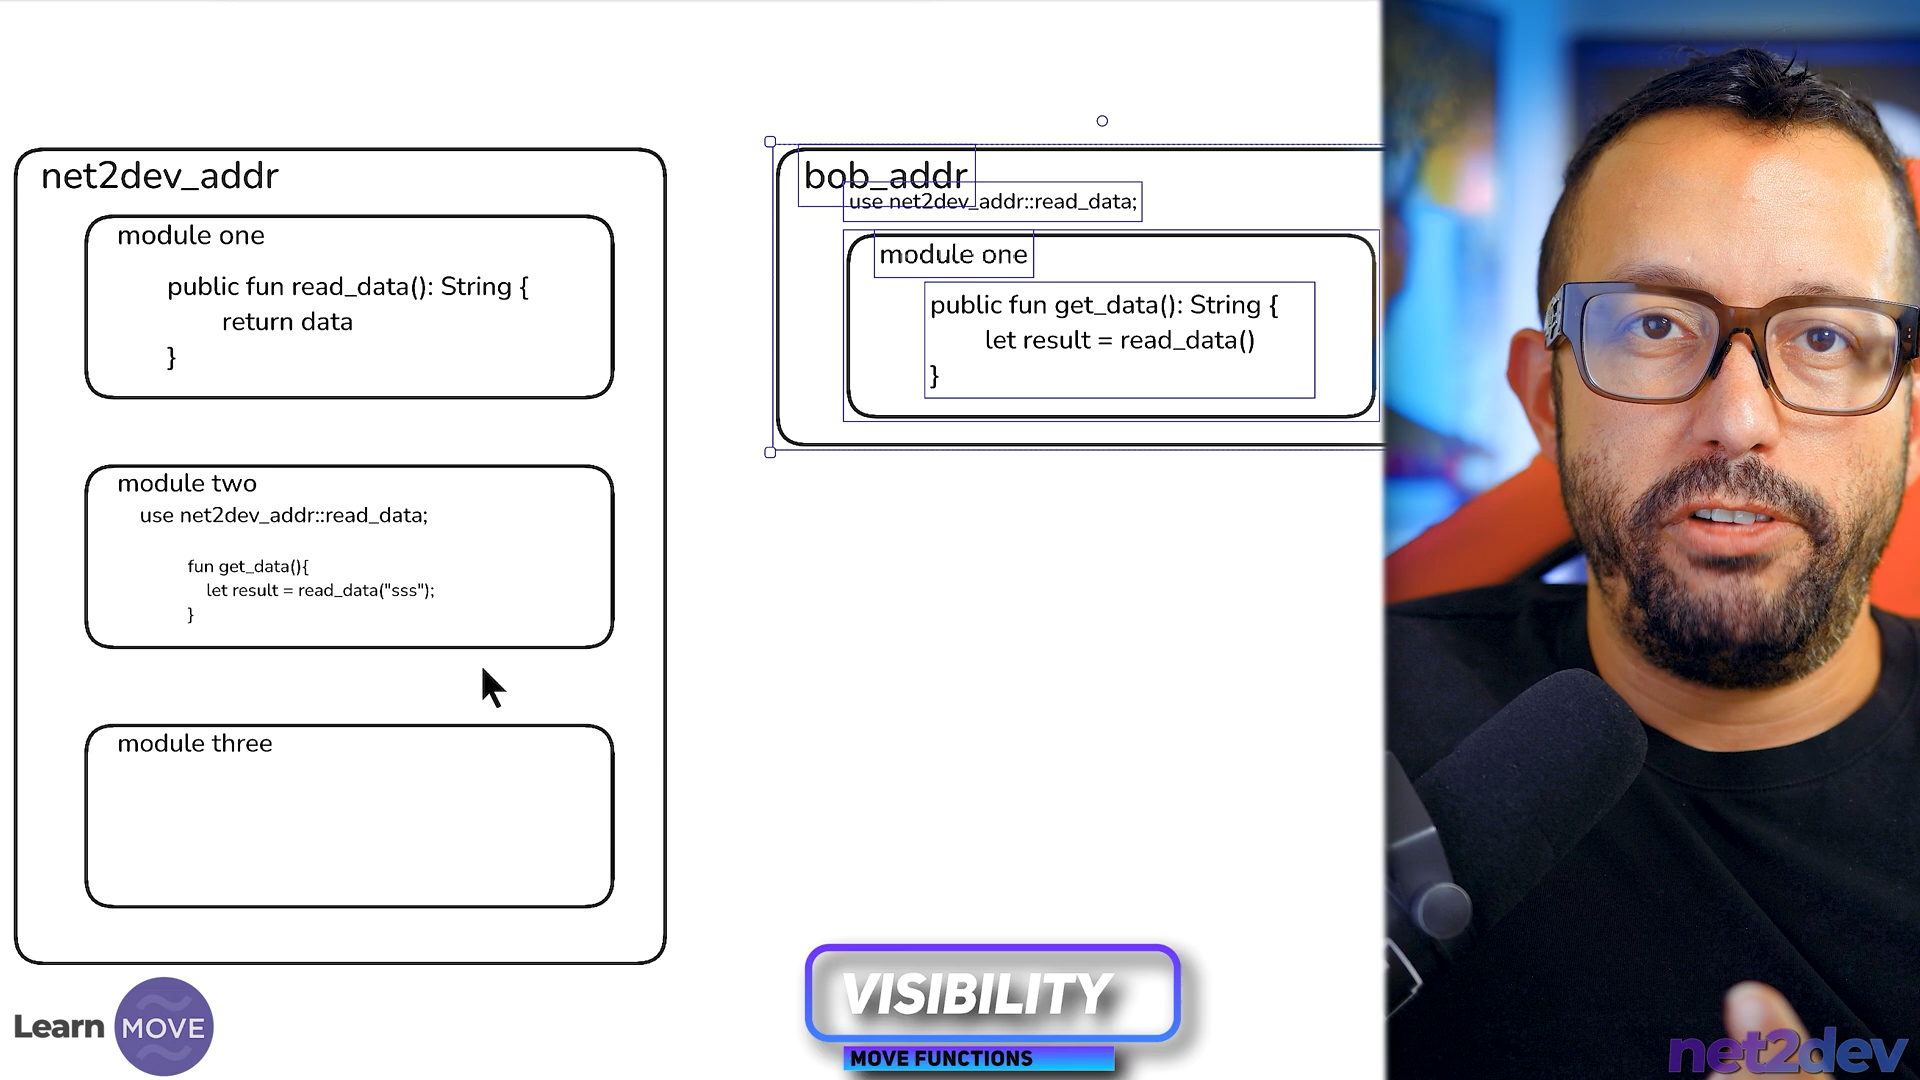 net2dev_addr
module one
public fun read_data(): String {
return data
}
module two
use net2dev_addr::read_data;
fun get_data(){
let result = read_data("sss");
}
module three
bob_addr
use net2dev_addr::read_data;
module one
public fun get_data(): String {
let result = read_data()
}
Learn MOVE
VISIBILITY
MOVE FUNCTIONS
net2dev